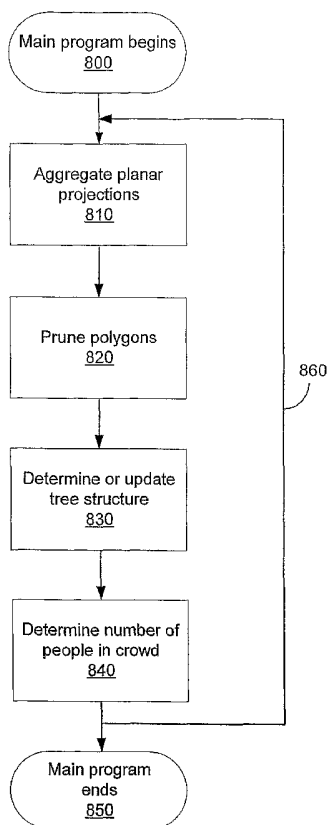 Main program begins
800
Aggregate planar
projections
810
Prune polygons
820
860
Determine or update
tree structure
830
Determine number of
people in crowd
840
Main program
ends
850